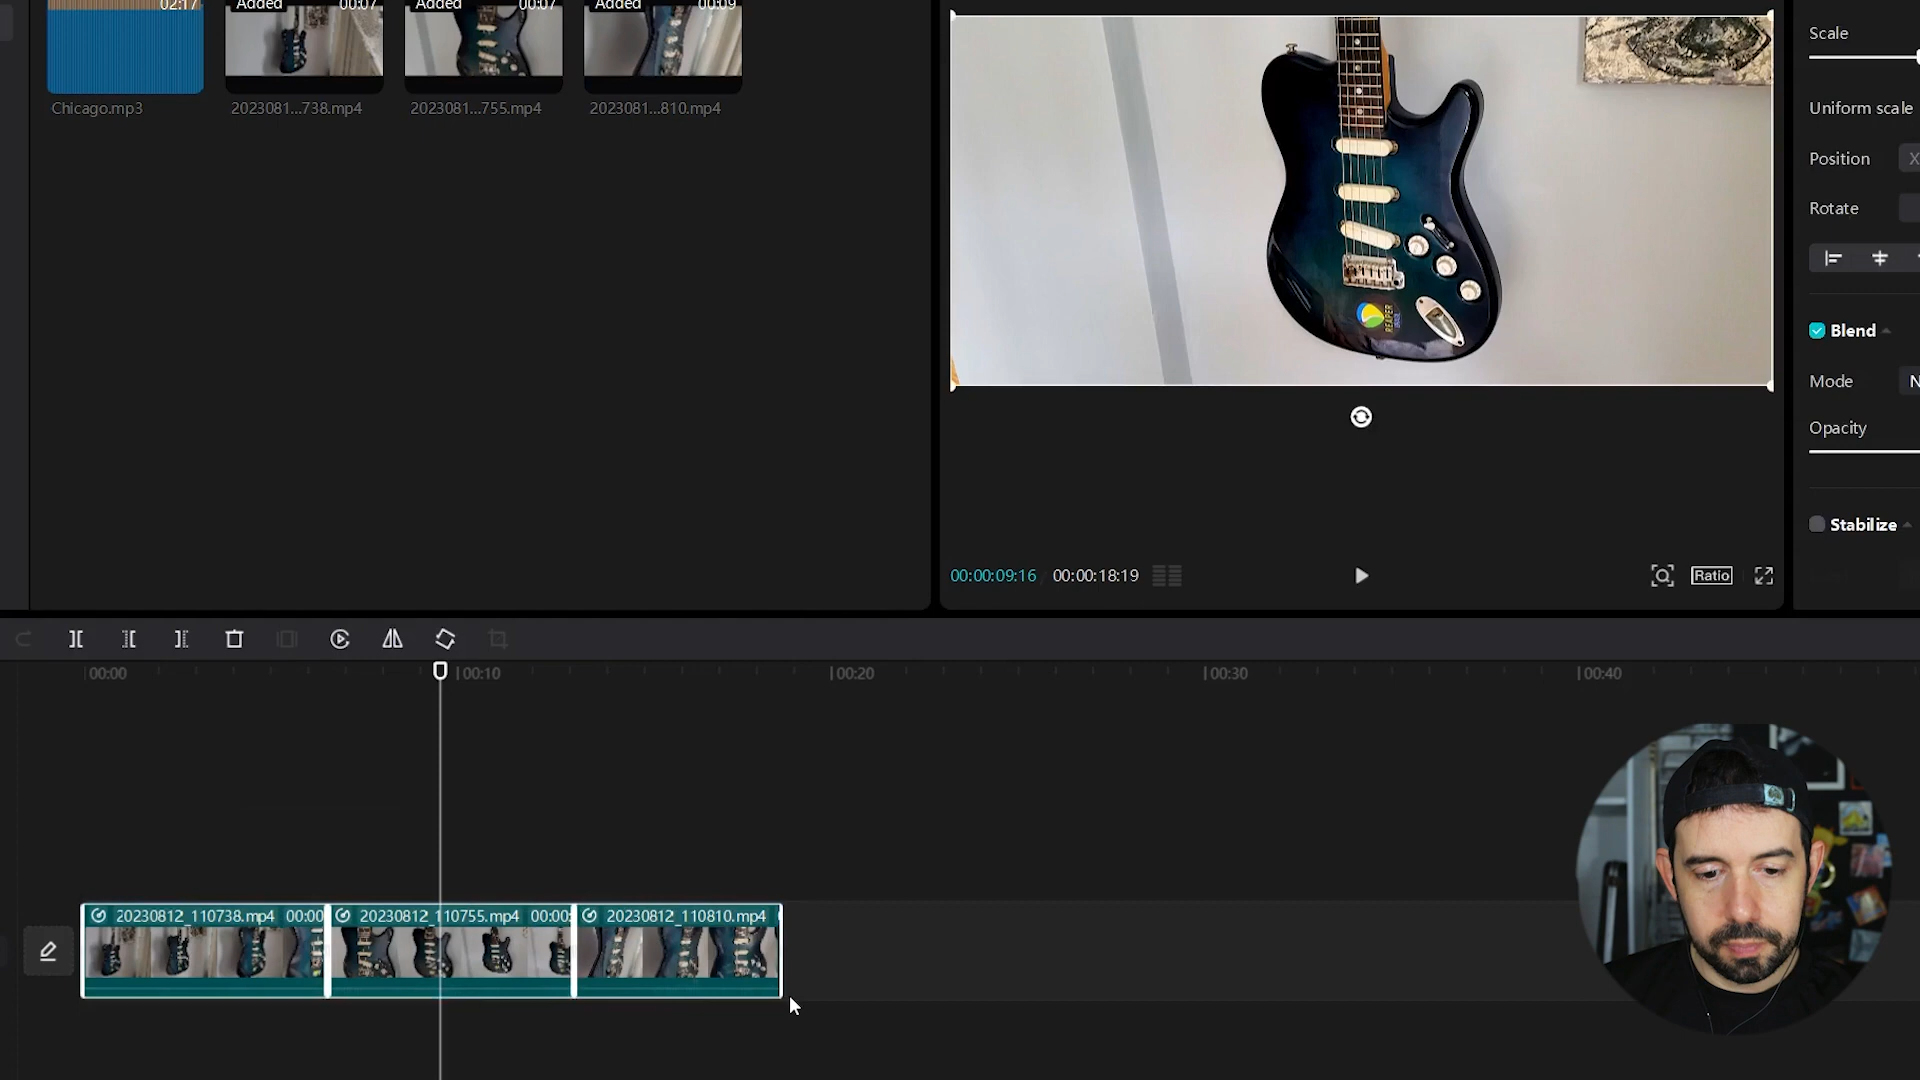 02:17
Added 00:07
Added 00:07
Added 00:09
Chicago.mp3
2023081...738.mp4
2023081...755.mp4
2023081...810.mp4
REAPER
Scale
Uniform scale
Position X
Rotate
Blend
Mode N
Opacity
Stabilize
00:00:09:16 00:00:18:19
Ratio
00:00
00:10
00:20
00:30
00:40
20230812_110738.mp4 00:00
20230812_110755.mp4 00:00:
20230812_110810.mp4